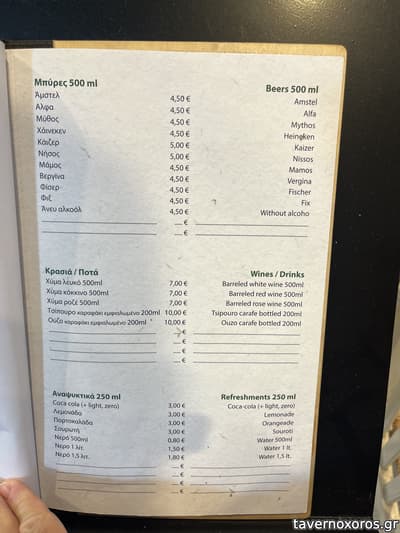 Μπύρες 500 ml Beers 500 ml
Άμστελ 4,50 € Amstel
Άλφα 4,50 € Alfa
Μύθος 4,50 € Mythos
Χάινεκεν 4,50 € Heineken
Κάιζερ 5,00 € Kaizer
Νήσος 5,00 € Nissos
Μάμος 4,50 € Mamos
Βεργίνα 4,50 € Vergina
Φίσερ 4,50 € Fischer
Φιξ 4,50 € Fix
Άνευ αλκοόλ 4,50 € Without alcoho
€
€
Κρασιά / Ποτά Wines / Drinks
Χύμα λευκό 500ml 7,00 € Barreled white wine 500ml
Χύμα κόκκινο 500ml 7,00 € Barreled red wine 500ml
Χύμα ροζέ 500ml 7,00 € Barreled rose wine 500ml
Τσίπουρο καραφάκι εμφιαλωμένο 200ml 10,00 € Tsipouro carafe bottled 200ml
Ούζο καραφάκι εμφιαλωμένο 200ml 10,00 € Ouzo carafe bottled 200ml
€
€
€
€
Αναψυκτικά 250 ml Refreshments 250 ml
Coca cola (+ light, zero) 3,00 € Coca-cola (+ light, zero)
Λεμονάδα 3,00 € Lemonade
Πορτοκαλάδα 3,00 € Orangeade
Σουρωτή 3,00 € Souroti
Νερό 500ml 0,80 € Water 500ml
Νερό 1 λιτ. 1,50 € Water 1 lt.
Νερό 1,5 λιτ. 1,80 € Water 1,5 lt.
€
€
€
€
tavernoxoros.gr